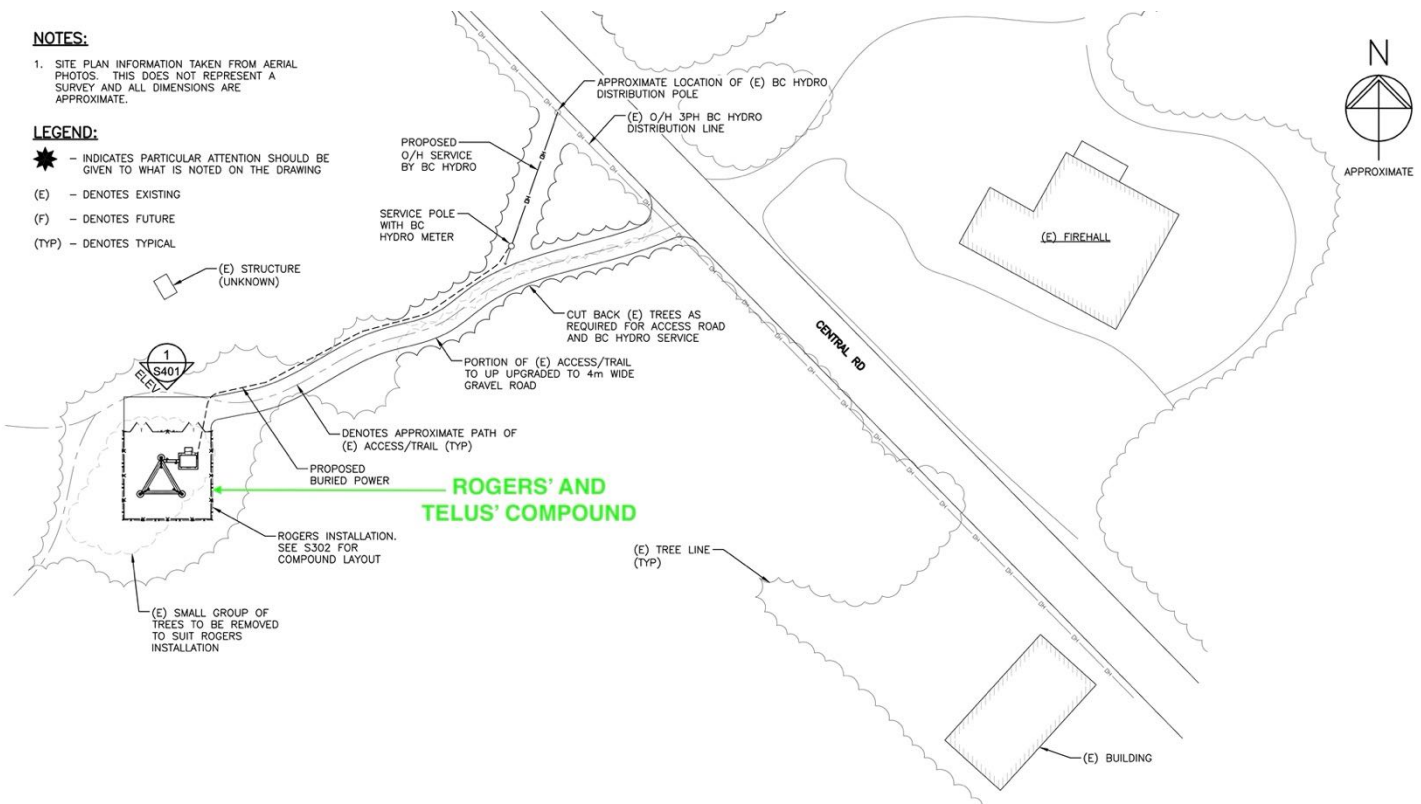 NOTES:
1. SITE PLAN INFORMATION TAKEN FROM AERIAL
PHOTOS. THIS DOES NOT REPRESENT A
SURVEY AND ALL DIMENSIONS ARE
APPROXIMATE.
LEGEND:
– INDICATES PARTICULAR ATTENTION SHOULD BE
GIVEN TO WHAT IS NOTED ON THE DRAWING
(E) – DENOTES EXISTING
(F) – DENOTES FUTURE
(TYP) – DENOTES TYPICAL
(E) STRUCTURE
(UNKNOWN)
1
S401
ELEV
PROPOSED
O/H SERVICE
BY BC HYDRO
SERVICE POLE
WITH BC
HYDRO METER
APPROXIMATE LOCATION OF (E) BC HYDRO
DISTRIBUTION POLE
(E) O/H 3PH BC HYDRO
DISTRIBUTION LINE
N
APPROXIMATE
(E) FIREHALL
CENTRAL RD
CUT BACK (E) TREES AS
REQUIRED FOR ACCESS ROAD
AND BC HYDRO SERVICE
PORTION OF (E) ACCESS/TRAIL
TO UP UPGRADED TO 4m WIDE
GRAVEL ROAD
DENOTES APPROXIMATE PATH OF
(E) ACCESS/TRAIL (TYP)
PROPOSED
BURIED POWER
ROGERS' AND
TELUS' COMPOUND
ROGERS INSTALLATION.
SEE S302 FOR
COMPOUND LAYOUT
(E) SMALL GROUP OF
TREES TO BE REMOVED
TO SUIT ROGERS
INSTALLATION
(E) TREE LINE
(TYP)
(E) BUILDING